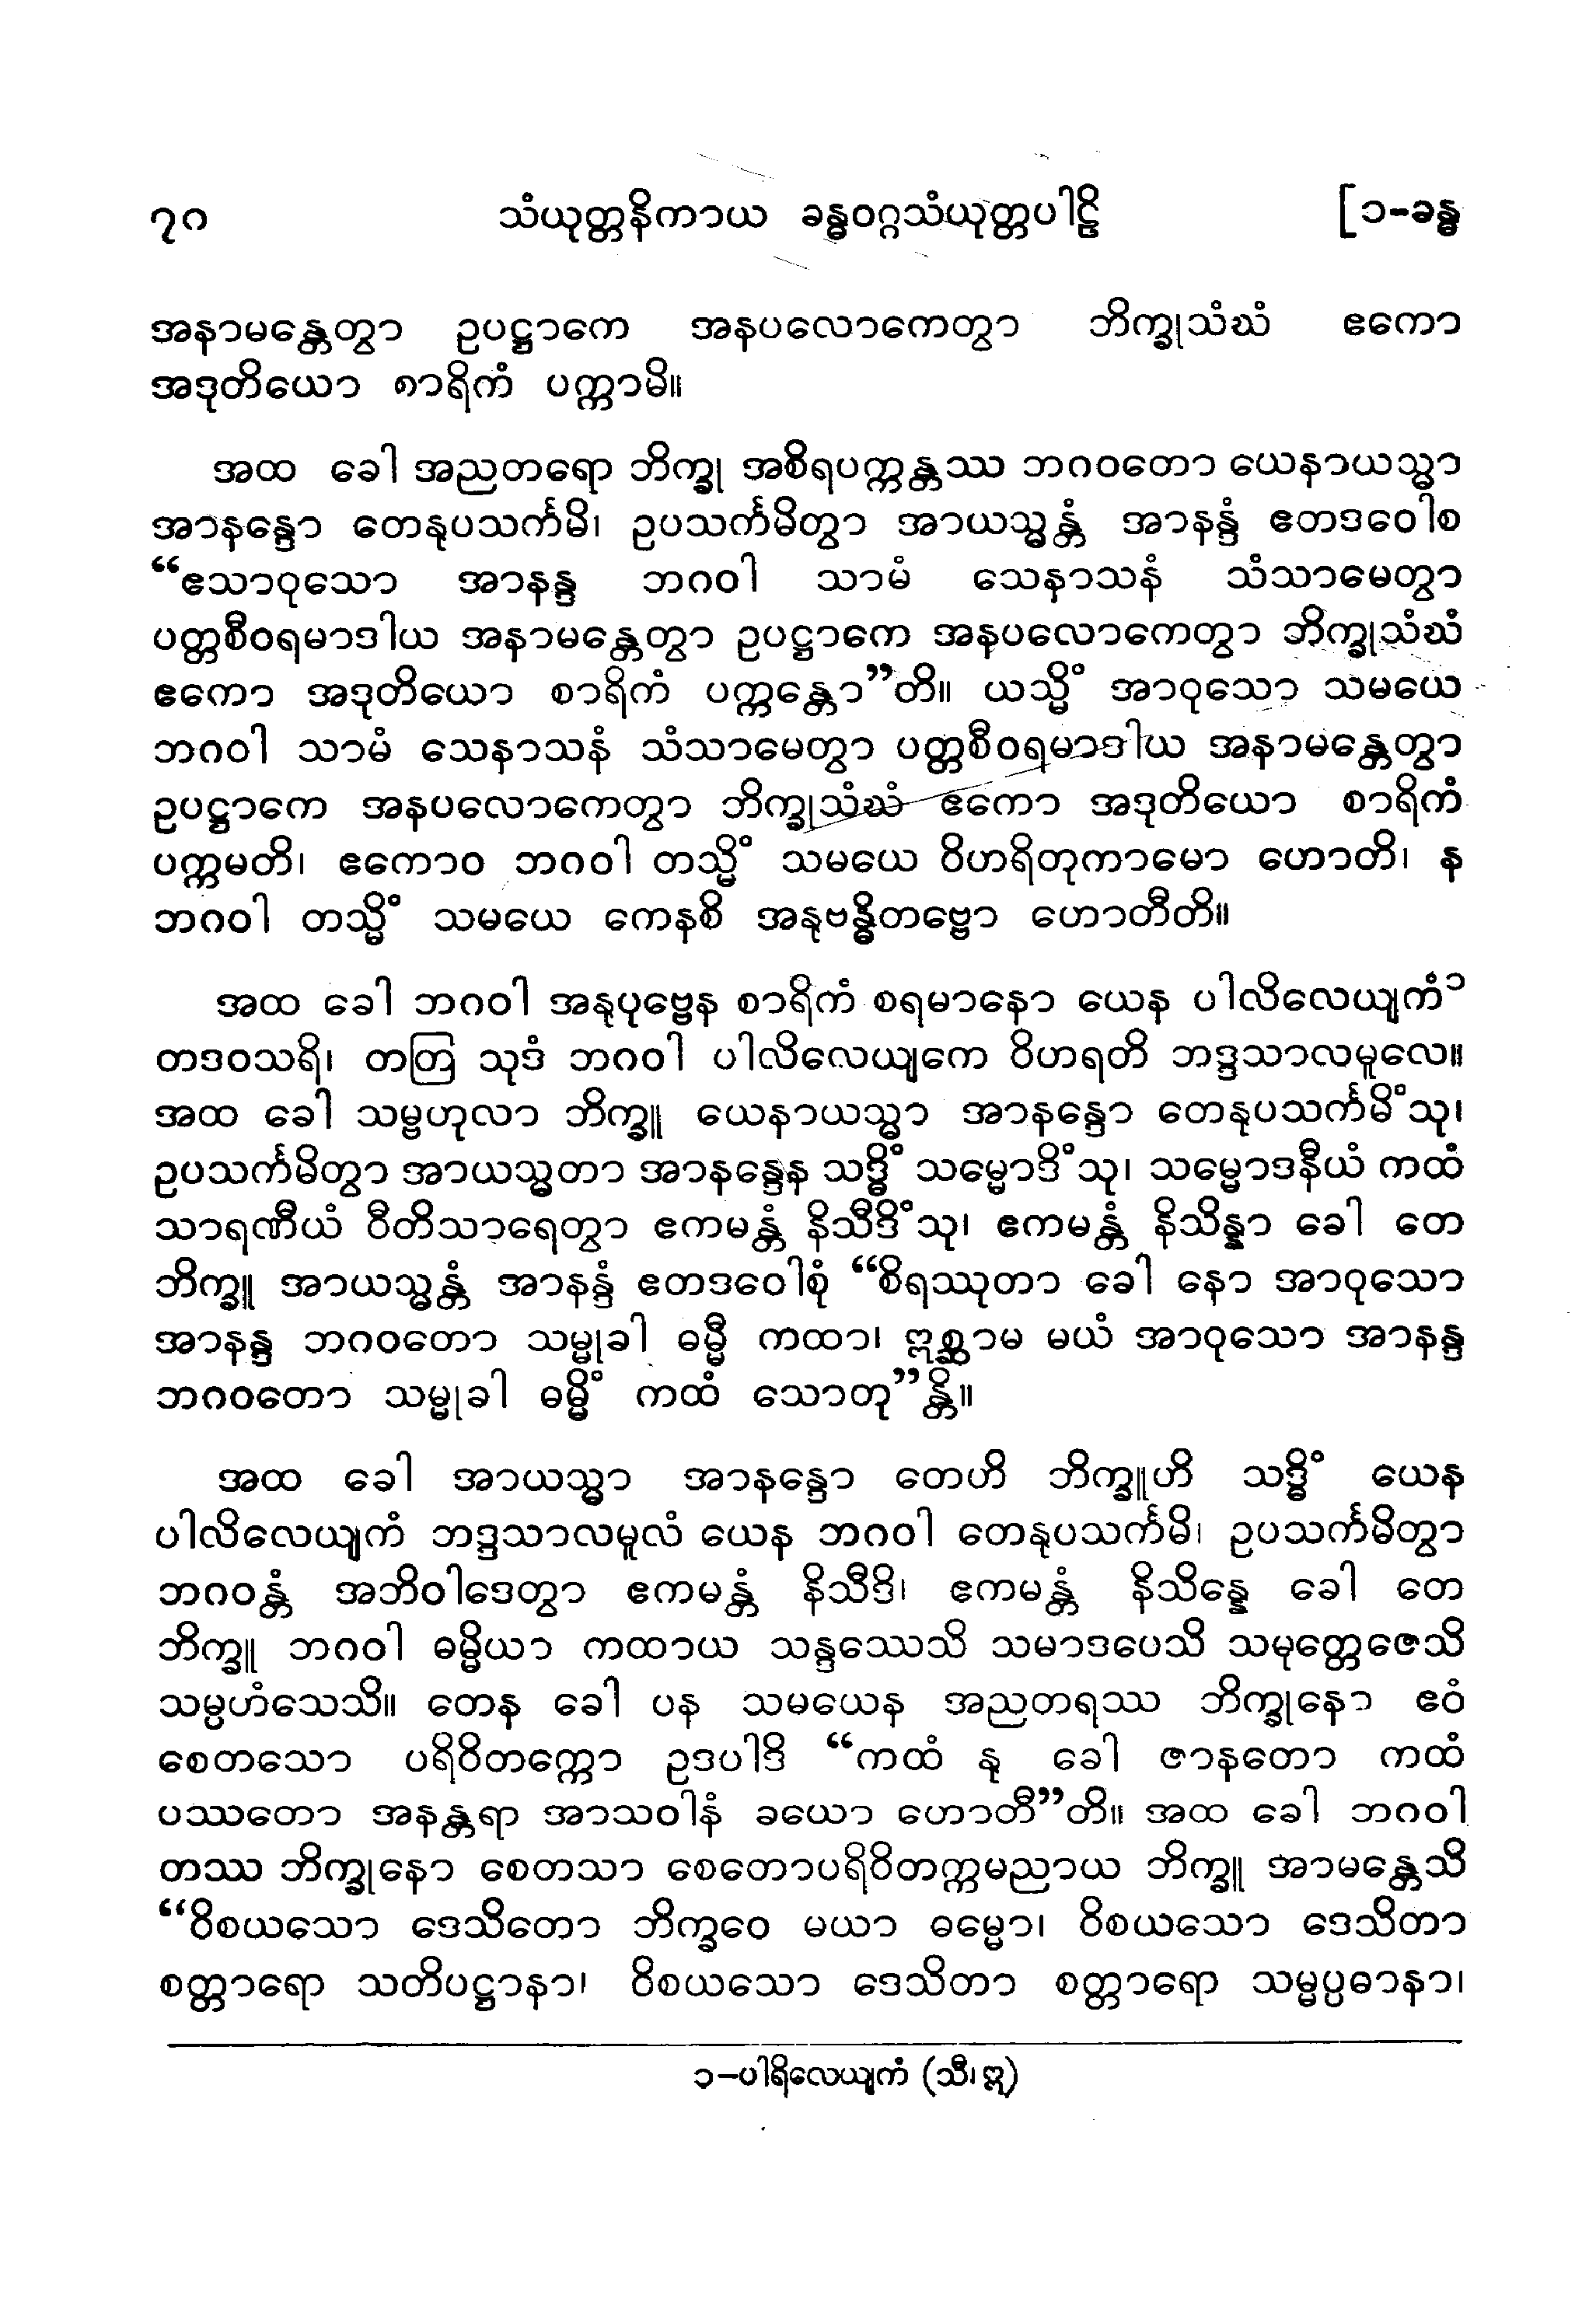 ၇၈ သံယုတ္တနိကာယ ခန္ဓဝဂ္ဂသံယုတ္တပါဠိ [၁-ခန္ဓ
အနာမန္တေတွာ ဥပဋ္ဌာကေ အနပလောကေတွာ ဘိက္ခုသံဃံ ဧကော
အဒုတိယော စာရိကံ ပက္ကာမိ။
အထ ခေါ အညတရော ဘိက္ခု အစိရပက္ကန္တဿ ဘဂဝတော ယေနာယသ္မာ
အာနန္ဒော တေနုပသင်္ကမိ၊ ဥပသင်္ကမိတွာ အာယသ္မန္တံ အာနန္ဒံ ဧတဒဝေါစ
“ဧသာဝုသော အာနန္ဒ ဘဂဝါ သာမံ သေနာသနံ သံသာမေတွာ
ပတ္တစီဝရမာဒါယ အနာမန္တေတွာ ဥပဋ္ဌာကေ အနပလောကေတွာ ဘိက္ခုသံဃံ
ဧကော အဒုတိယော စာရိကံ ပက္ကန္တော”တိ။ ယသ္မိံ အာဝုသော သမယေ
ဘဂဝါ သာမံ သေနာသနံ သံသာမေတွာ ပတ္တစီဝရမာဒါယ အနာမန္တေတွာ
ဥပဋ္ဌာကေ အနပလောကေတွာ ဘိက္ခုသံဃံ ဧကော အဒုတိယော စာရိကံ
ပက္ကမတိ၊ ဧကောဝ ဘဂဝါ တသ္မိံ သမယေ ဝိဟရိတုကာမော ဟောတိ၊ န
ဘဂဝါ တသ္မိံ သမယေ ကေနစိ အနုဗန္ဓိတဗ္ဗော ဟောတီတိ။
အထ ခေါ ဘဂဝါ အနုပုဗ္ဗေန စာရိကံ စရမာနော ယေန ပါလိလေယျကံ၁
တဒဝသရိ၊ တတြ သုဒံ ဘဂဝါ ပါလိလေယျကေ ဝိဟရတိ ဘဒ္ဒသာလမူလေ။
အထ ခေါ သမ္ဗဟုလာ ဘိက္ခူ ယေနာယသ္မာ အာနန္ဒော တေနုပသင်္ကမိံသု၊
ဥပသင်္ကမိတွာ အာယသ္မတာ အာနန္ဒေန သဒ္ဓိံ သမ္မောဒိံသု၊ သမ္မောဒနီယံ ကထံ
သာရဏီယံ ဝီတိသာရေတွာ ဧကမန္တံ နိသီဒိံသု၊ ဧကမန္တံ နိသိန္နာ ခေါ တေ
ဘိက္ခူ အာယသ္မန္တံ အာနန္ဒံ ဧတဒဝေါစုံ “စိရဿုတာ ခေါ နော အာဝုသော
အာနန္ဒ ဘဂဝတော သမ္မုခါ ဓမ္မီ ကထာ၊ ဣစ္ဆာမ မယံ အာဝုသော အာနန္ဒ
ဘဂဝတော သမ္မုခါ ဓမ္မိံ ကထံ သောတု”န္တိ။
အထ ခေါ အာယသ္မာ အာနန္ဒော တေဟိ ဘိက္ခူဟိ သဒ္ဓိံ ယေန
ပါလိလေယျကံ ဘဒ္ဒသာလမူလံ ယေန ဘဂဝါ တေနုပသင်္ကမိ၊ ဥပသင်္ကမိတွာ
ဘဂဝန္တံ အဘိဝါဒေတွာ ဧကမန္တံ နိသီဒိ၊ ဧကမန္တံ နိသိန္နေ ခေါ တေ
ဘိက္ခူ ဘဂဝါ ဓမ္မိယာ ကထာယ သန္ဒဿေသိ သမာဒပေသိ သမုတ္တေဇေသိ
သမ္ပဟံသေသိ။ တေန ခေါ ပန သမယေန အညတရဿ ဘိက္ခုနော ဧဝံ
စေတသော ပရိဝိတက္ကော ဥဒပါဒိ “ကထံ နု ခေါ ဇာနတော ကထံ
ပဿတော အနန္တရာ အာသဝါနံ ခယော ဟောတီ”တိ။ အထ ခေါ ဘဂဝါ
တဿ ဘိက္ခုနော စေတသာ စေတောပရိဝိတက္ကမညာယ ဘိက္ခူ အာမန္တေသိ
“ဝိစယသော ဒေသိတော ဘိက္ခဝေ မယာ ဓမ္မော၊ ဝိစယသော ဒေသိတာ
စတ္တာရော သတိပဋ္ဌာနာ၊ ဝိစယသော ဒေသိတာ စတ္တာရော သမ္မပ္ပဓာနာ၊
၁-ပါရိလေယျကံ (သီ၊ဣ)